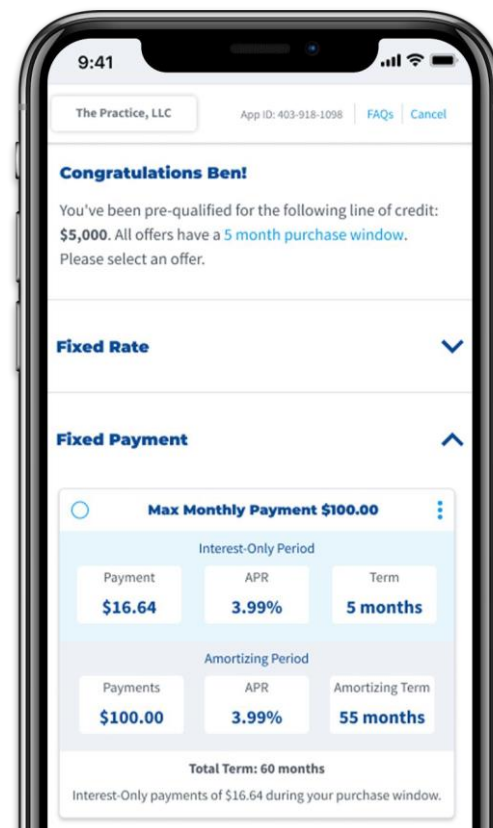 9:41
The Practice, LLC
App ID: 403-918-1098
FAQs
Cancel
Congratulations Ben!
You've been pre-qualified for the following line of credit:
$5,000. All offers have a 5 month purchase window.
Please select an offer.
Fixed Rate
Fixed Payment
Max Monthly Payment $100.00
Interest-Only Period
Payment APR Term
$16.64 3.99% 5 months
Amortizing Period
Payments APR Amortizing Term
$100.00 3.99% 55 months
Total Term: 60 months
Interest-Only payments of $16.64 during your purchase window.